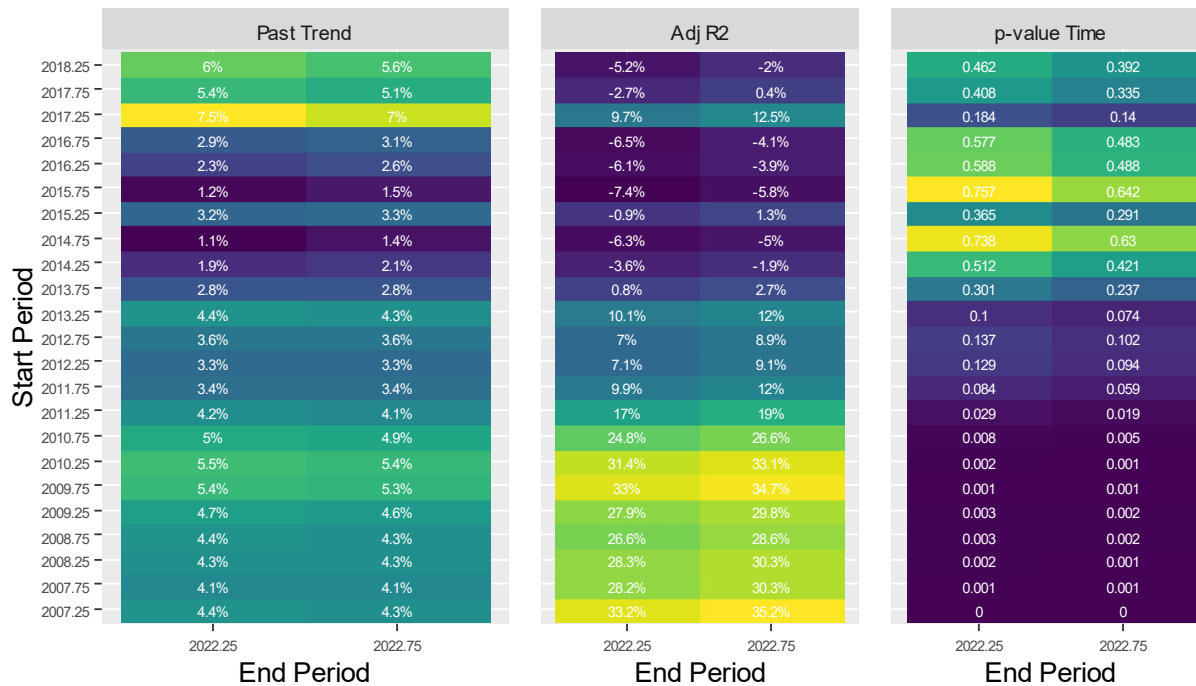 Past Trend Adj R2 p-value Time
2018.25 6% 5.6% -5.2% -2% 0.462 0.392
2017.75 5.4% 5.1% -2.7% 0.4% 0.408 0.335
2017.25 7.5% 7% 9.7% 12.5% 0.184 0.14
2016.75 2.9% 3.1% -6.5% -4.1% 0.577 0.483
2016.25 2.3% 2.6% -6.1% -3.9% 0.588 0.488
2015.75 1.2% 1.5% -7.4% -5.8% 0.757 0.642
2015.25 3.2% 3.3% -0.9% 1.3% 0.365 0.291
2014.75 1.1% 1.4% -6.3% -5% 0.738 0.63
2014.25 1.9% 2.1% -3.6% -1.9% 0.512 0.421
2013.75 2.8% 2.8% 0.8% 2.7% 0.301 0.237
2013.25 4.4% 4.3% 10.1% 12% 0.1 0.074
2012.75 3.6% 3.6% 7% 8.9% 0.137 0.102
2012.25 3.3% 3.3% 7.1% 9.1% 0.129 0.094
2011.75 3.4% 3.4% 9.9% 12% 0.084 0.059
2011.25 4.2% 4.1% 17% 19% 0.029 0.019
2010.75 5% 4.9% 24.8% 26.6% 0.008 0.005
2010.25 5.5% 5.4% 31.4% 33.1% 0.002 0.001
2009.75 5.4% 5.3% 33% 34.7% 0.001 0.001
2009.25 4.7% 4.6% 27.9% 29.8% 0.003 0.002
2008.75 4.4% 4.3% 26.6% 28.6% 0.003 0.002
2008.25 4.3% 4.3% 28.3% 30.3% 0.002 0.001
2007.75 4.1% 4.1% 28.2% 30.3% 0.001 0.001
2007.25 4.4% 4.3% 33.2% 35.2% 0 0
Start Period
2022.25 2022.75 2022.25 2022.75 2022.25 2022.75
End Period End Period End Period